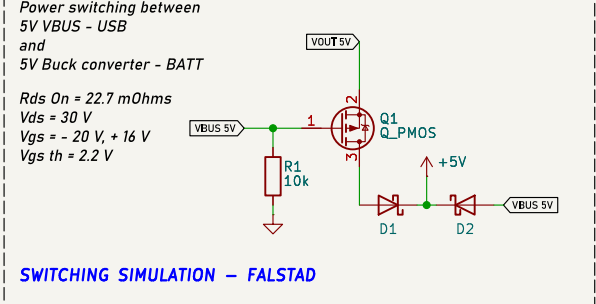 Power switching between
5V VBUS - USB
and
5V Buck converter - BATT
Rds On = 22.7 mOhms
Vds = 30 V
Vgs = - 20 V, + 16 V
Vgs th = 2.2 V
VOUT 5V
2
VBUS 5V
1
Q1
Q_PMOS
3
R1
10k
+5V
D1
D2
VBUS 5V
SWITCHING SIMULATION - FALSTAD